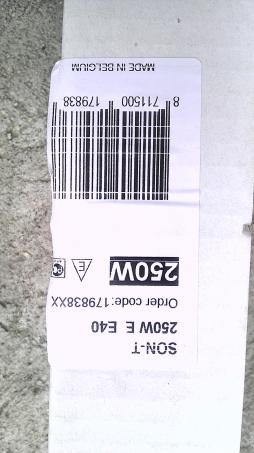 SON-T
250W E E40
Order code: 179838XX
250W E
8 711500 179838
MADE IN BELGIUM